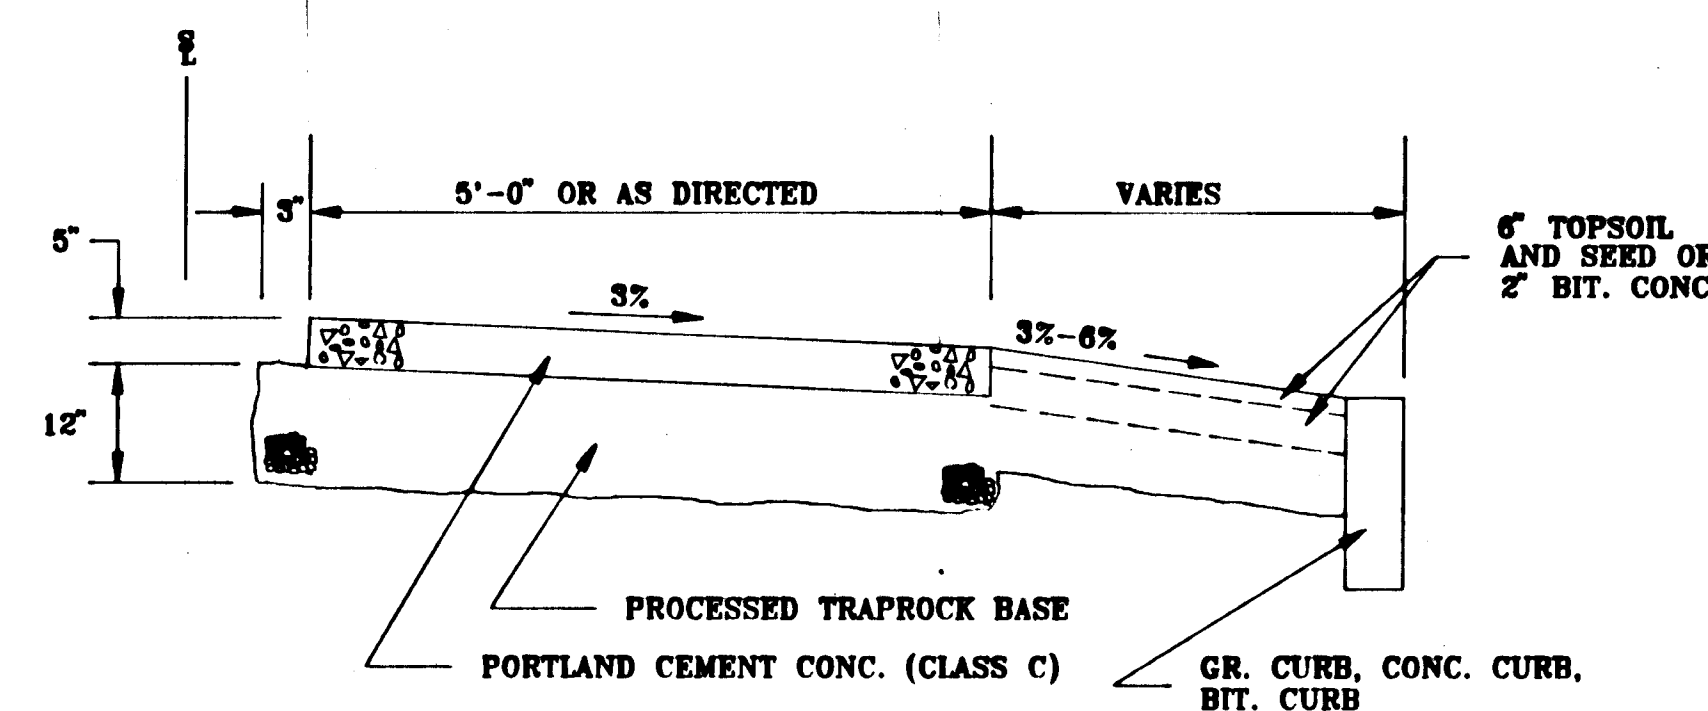 SL
5'-0" OR AS DIRECTED
VARIES
3"
5"
6" TOPSOIL
AND SEED OR
2" BIT. CONC
3%
3%-6%
12"
PROCESSED TRAPROCK BASE
PORTLAND CEMENT CONC. (CLASS C)
GR. CURB, CONC. CURB,
BIT. CURB